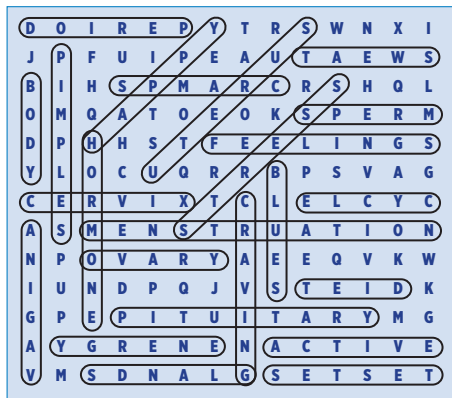 D O I R E P Y T R S W N X I
J P F U I P E A U T A E W S
B I H S P M A R C R S H Q L
O M Q A T O E O K S P E R M
D P H H S T F E E L I N G S
Y L O C U Q R R B P S V A G
C E R V I X T C L E L C Y C
A S M E N S T R U A T I O N
N P O V A R Y A E E Q V K W
I U N D P Q J V S T E I D K
G P E P I T U I T A R Y M G
A Y G R E N E N A C T I V E
V M S D N A L G S E T S E T